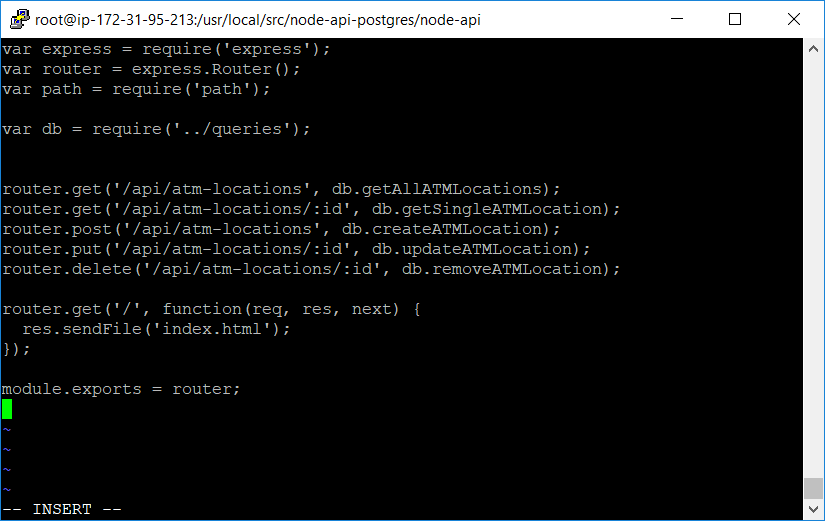 root@ip-172-31-95-213:/usr/local/src/node-api-postgres/node-api
var express = require('express');
var router = express.Router();
var path = require('path');

var db = require('../queries');


router.get('/api/atm-locations', db.getAllATMLocations);
router.get('/api/atm-locations/:id', db.getSingleATMLocation);
router.post('/api/atm-locations', db.createATMLocation);
router.put('/api/atm-locations/:id', db.updateATMLocation);
router.delete('/api/atm-locations/:id', db.removeATMLocation);

router.get('/', function(req, res, next) {
  res.sendFile('index.html');
});

module.exports = router;

~
~
~
~
-- INSERT --